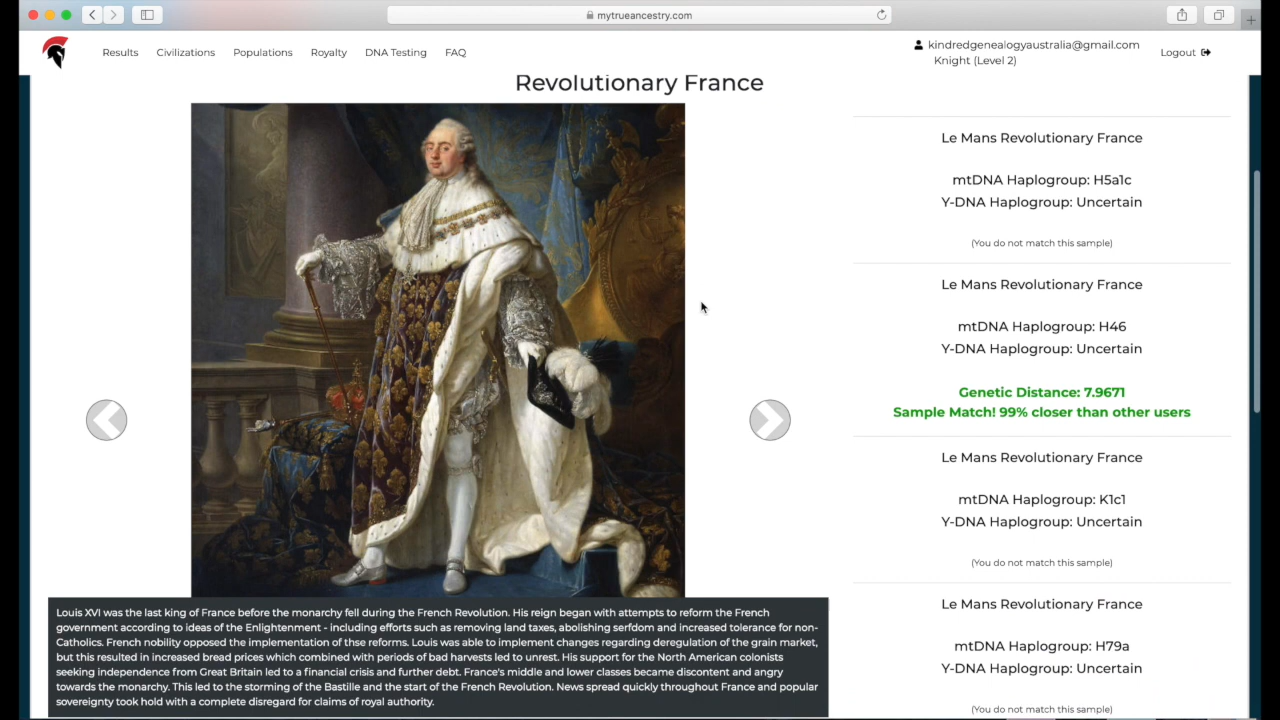 mytrueancestry.com
Results Civilizations Populations Royalty DNA Testing FAQ
kindredgenealogyaustralia@gmail.com
Knight (Level 2)
Logout
Revolutionary France
Le Mans Revolutionary France
mtDNA Haplogroup: H5a1c
Y-DNA Haplogroup: Uncertain
(You do not match this sample)
Le Mans Revolutionary France
mtDNA Haplogroup: H46
Y-DNA Haplogroup: Uncertain
Genetic Distance: 7.9671
Sample Match! 99% closer than other users
Le Mans Revolutionary France
mtDNA Haplogroup: K1c1
Y-DNA Haplogroup: Uncertain
(You do not match this sample)
Le Mans Revolutionary France
mtDNA Haplogroup: H79a
Y-DNA Haplogroup: Uncertain
(You do not match this sample)
Louis XVI was the last king of France before the monarchy fell during the French Revolution. His reign began with attempts to reform the French
government according to ideas of the Enlightenment - including efforts such as removing land taxes, abolishing serfdom and increased tolerance for non-
Catholics. French nobility opposed the implementation of thse reforms. Louis was able to implement changes regarding deregulation of the grain market,
but this resulted in increased bread prices which combined with periods of bad harvests led to unrest. His support for the North American colonists
seeking independence from Great Britain led to a financial crisis and further debt. France's middle and lower classes became discontent and angry
towards the monarchy. This led to the storming of the Bastille and the start of the French Revolution. News spread quickly throughout France and popular
sovereignty took hold with a complete disregard for claims of royal authority.